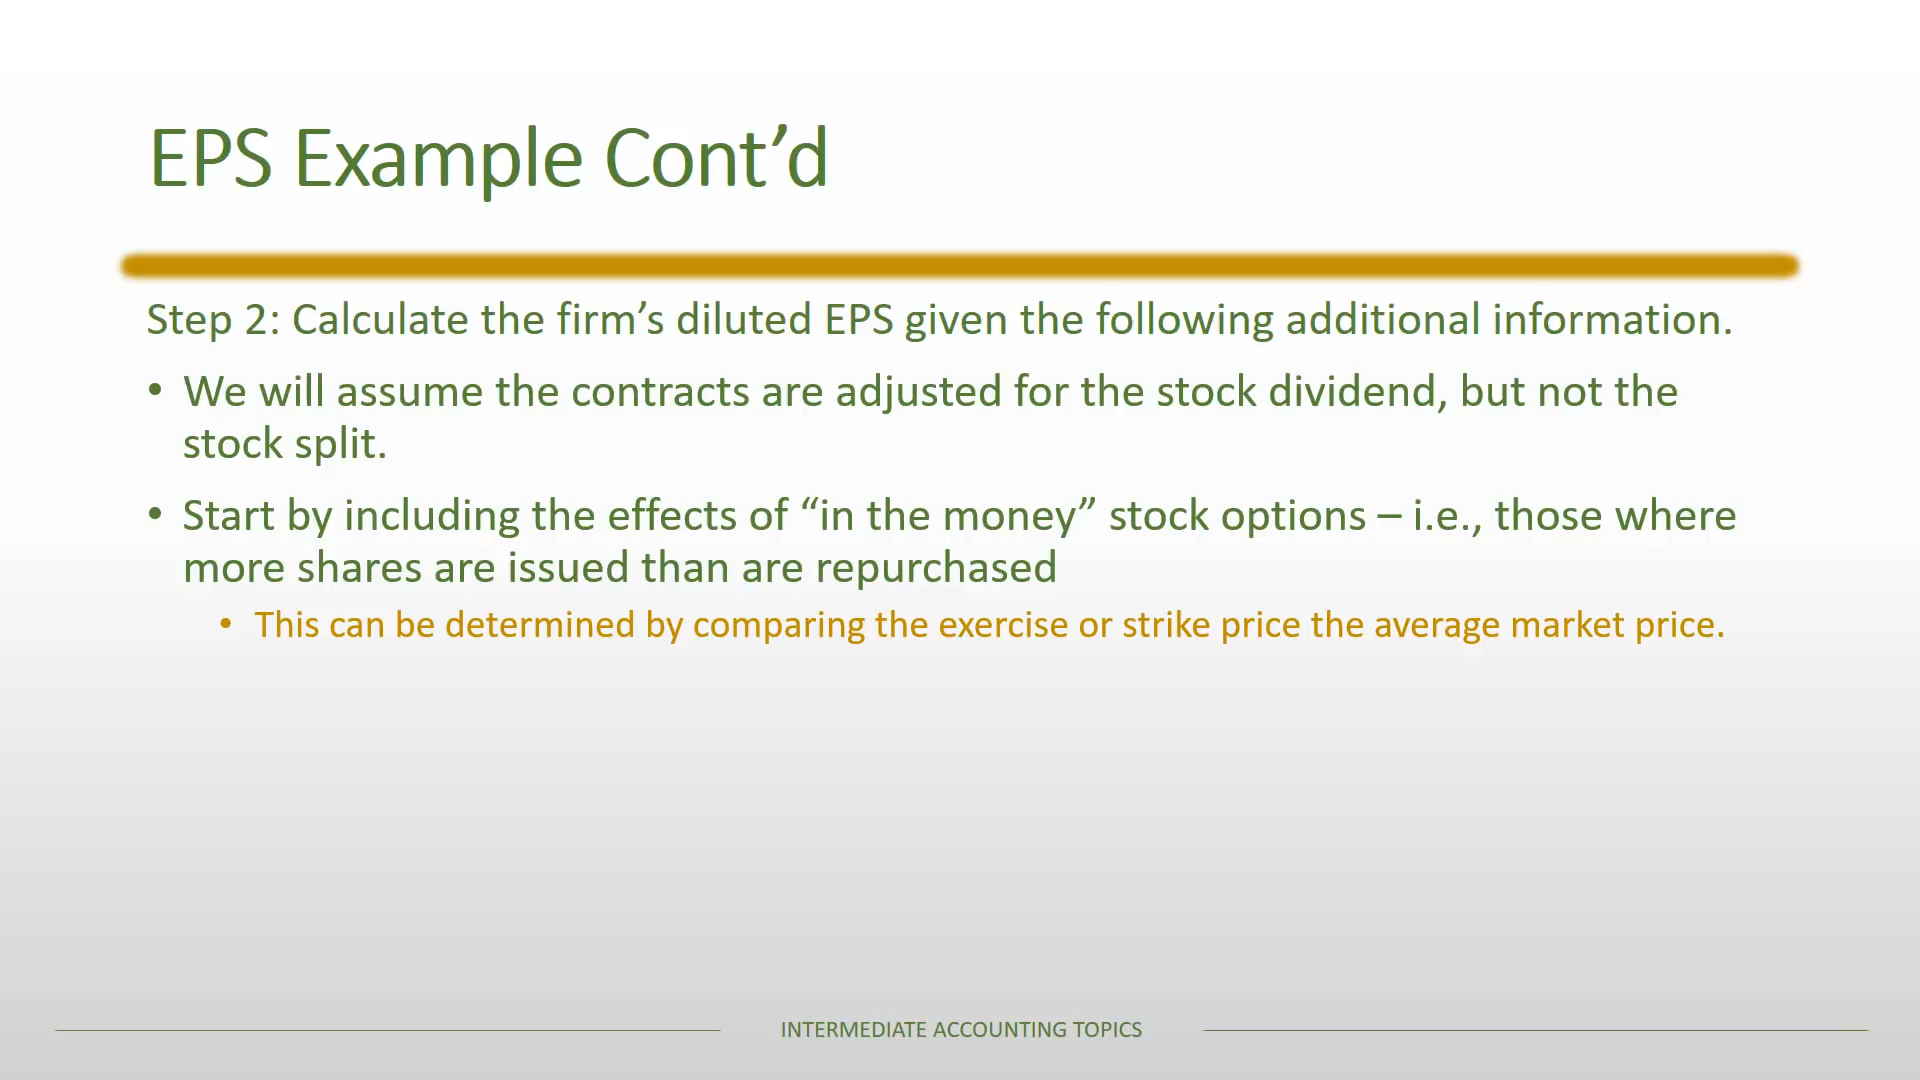 EPS Example Cont’d
Step 2: Calculate the firm’s diluted EPS given the following additional information.
• We will assume the contracts are adjusted for the stock dividend, but not the
stock split.
• Start by including the effects of “in the money” stock options – i.e., those where
more shares are issued than are repurchased
• This can be determined by comparing the exercise or strike price the average market price.
INTERMEDIATE ACCOUNTING TOPICS